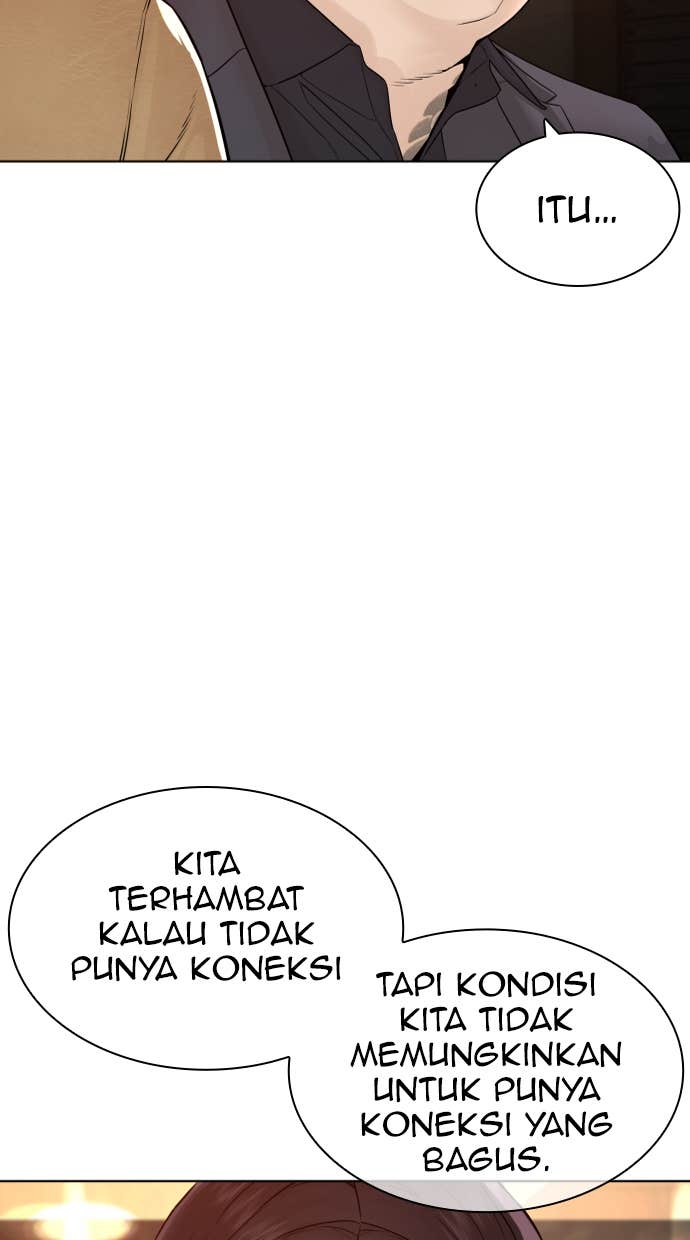 ITU...
KITA
TERHAMBAT
KALAU TIDAK
PUNYA KONEKSI
TAPI KONDISI
KITA TIDAK
MEMUNGKINKAN
UNTUK PUNYA
KONEKSI YANG
BAGUS.